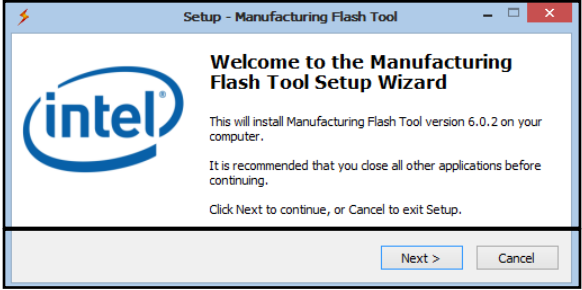 Setup - Manufacturing Flash Tool
intel
Welcome to the Manufacturing
Flash Tool Setup Wizard
This will install Manufacturing Flash Tool version 6.0.2 on your
computer.
It is recommended that you close all other applications before
continuing.
Click Next to continue, or Cancel to exit Setup.
Next >
Cancel